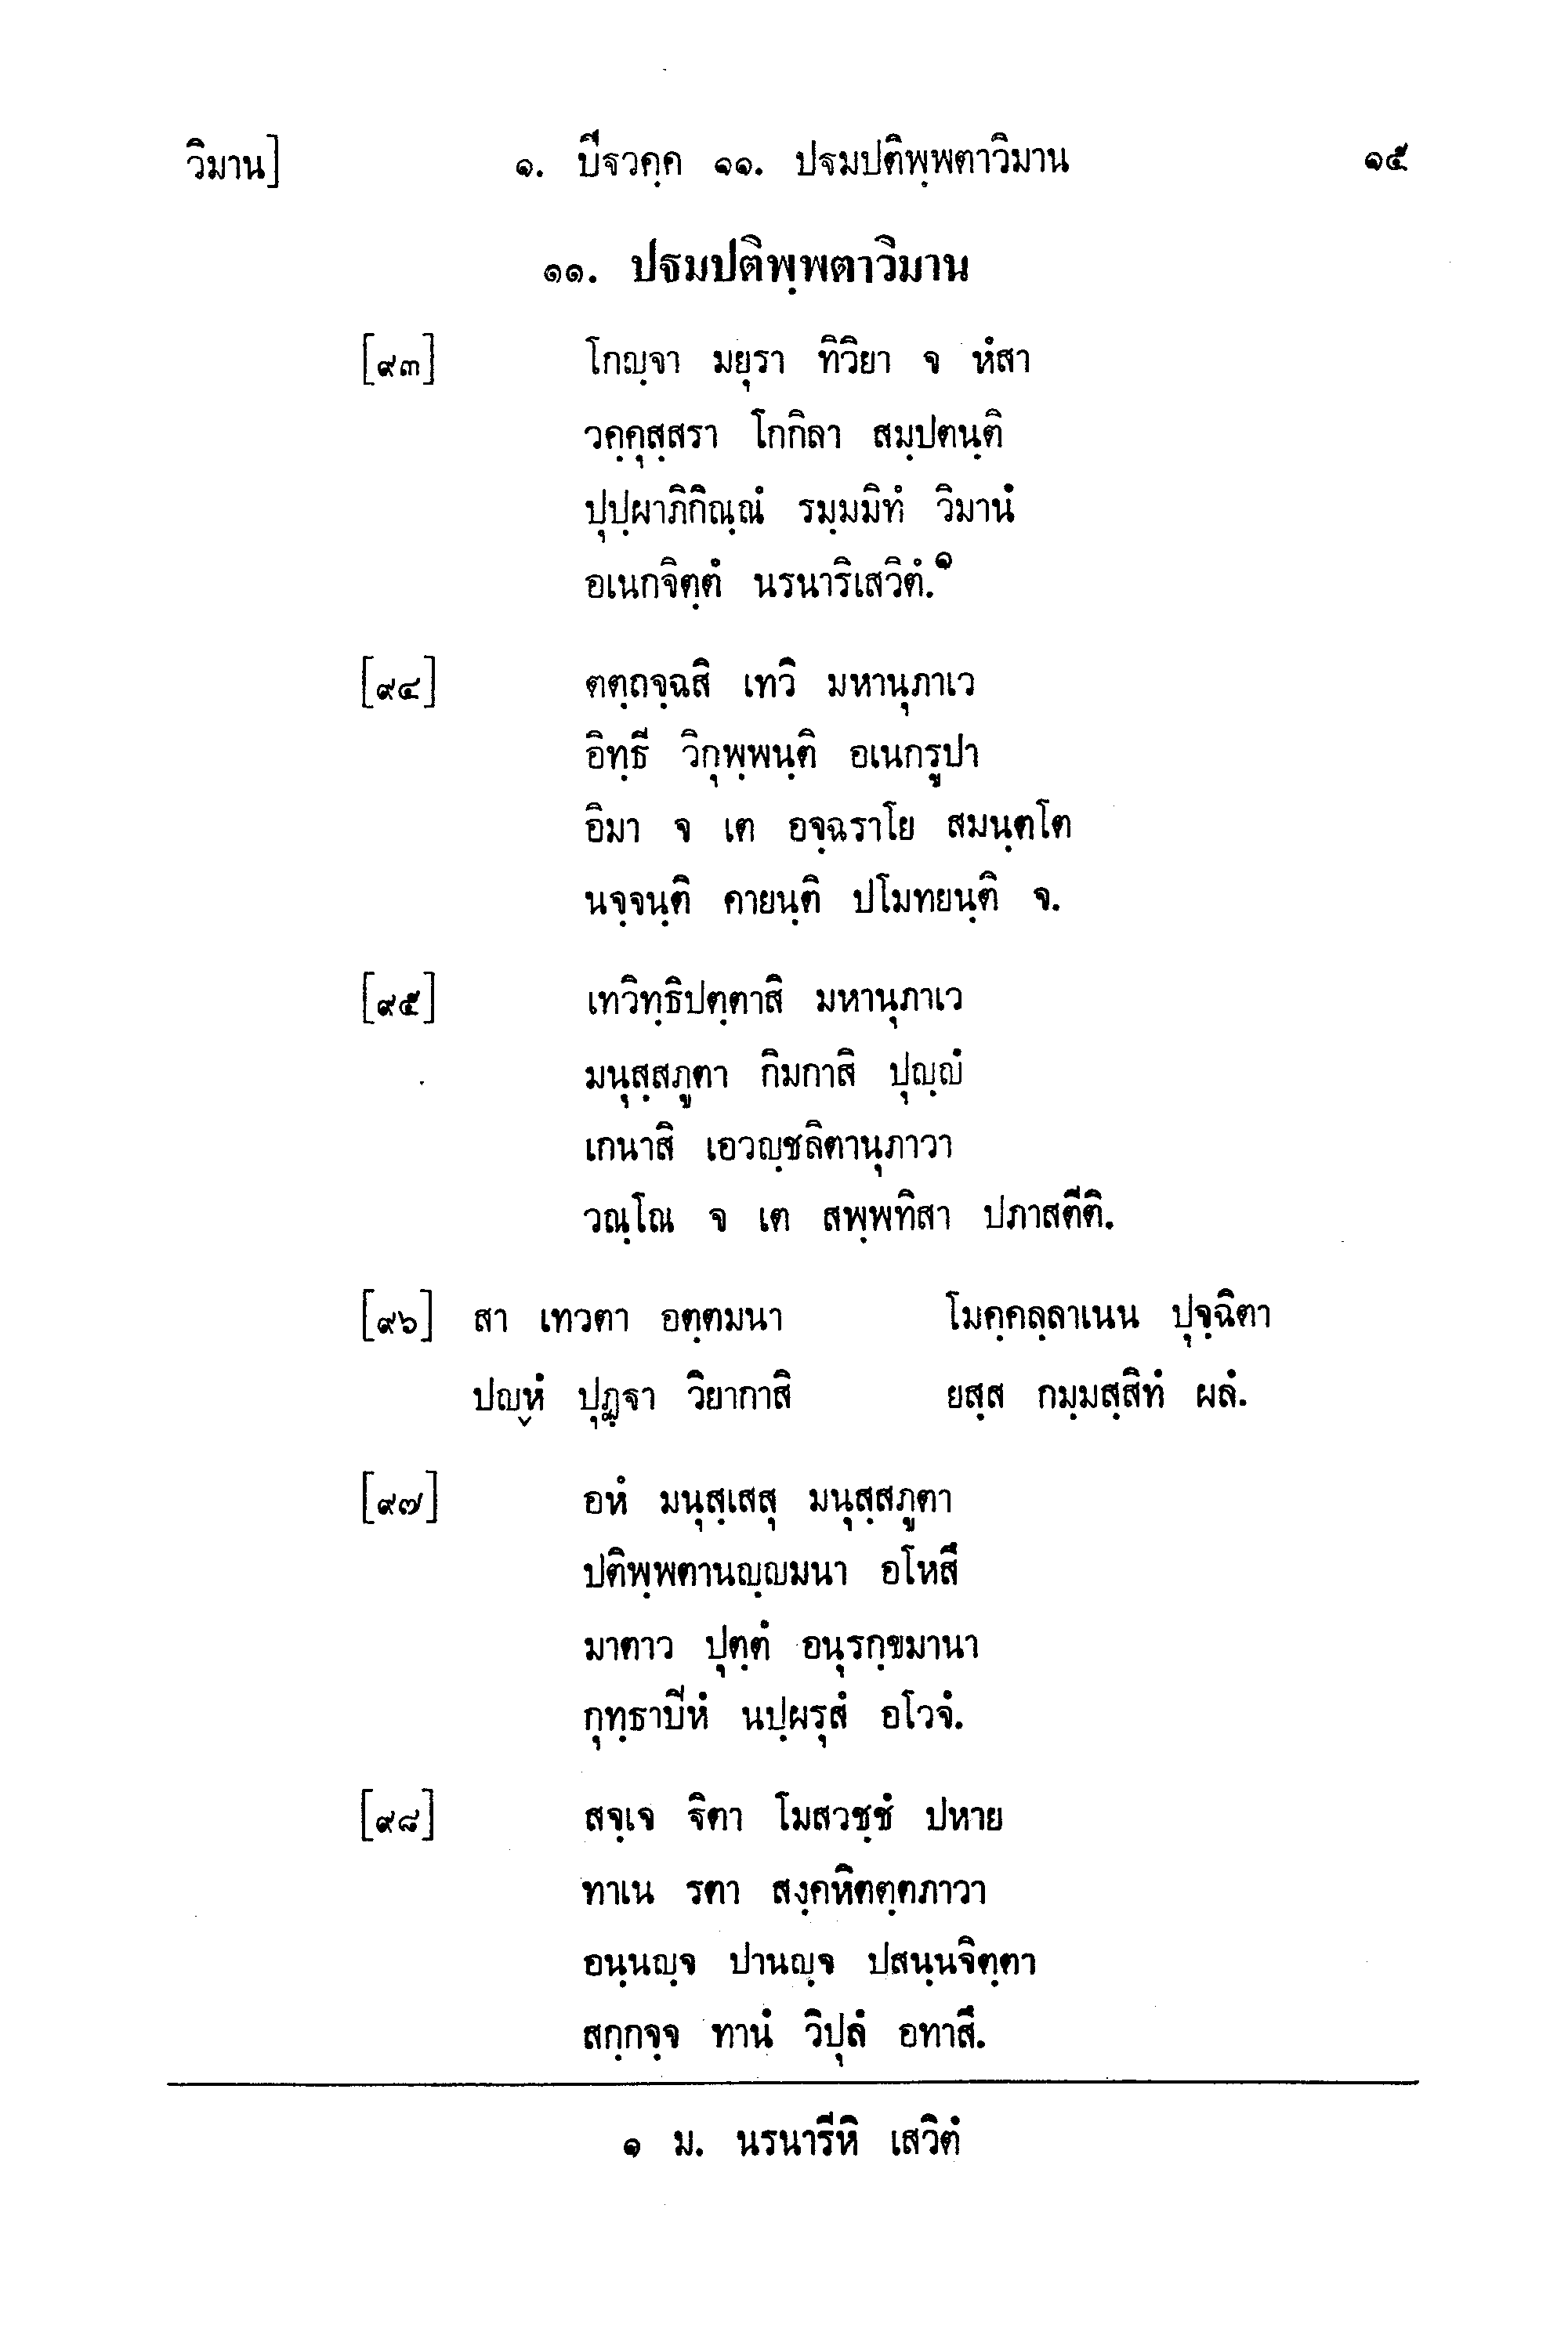 วิมาน] ๑. ปีฐวคฺค ๑๑. ปฐมปติพฺพตาวิมาน ๑๕
๑๑. ปฐมปติพฺพตาวิมาน
[๙๓] โกญฺจา มยุรา ทิวิยา จ หํสา
วคฺคุสฺสรา โกกิลา สมฺปตนฺติ
ปุปฺผาภิกิณฺณํ รมฺมมิทํ วิมานํ
อเนกจิตฺตํ นรนาริเสวิตํ.๑
[๙๔] ตตฺถจฺฉสิ เทวิ มหานุภาเว
อิทฺธี วิกุพฺพนฺติ อเนกรูปา
อิมา จ เต อจฺฉราโย สมนฺตโต
นจฺจนฺติ คายนฺติ ปโมทยนฺติ จ.
[๙๕] เทวิทฺธิปตฺตาสิ มหานุภาเว
มนุสฺสภูตา กิมกาสิ ปุญฺญํ
เกนาสิ เอวญฺชลิตานุภาวา
วณฺโณ จ เต สพฺพทิสา ปภาสตีติ.
[๙๖] สา เทวตา อตฺตมนา โมคฺคลฺลาเนน ปุจฺฉิตา
ปญฺหํ ปุฏฺฐา วิยากาสิ ยสฺส กมฺมสฺสิทํ ผลํ.
[๙๗] อหํ มนุสฺเสสุ มนุสฺสภูตา
ปติพฺพตานญฺญมนา อโหสึ
มาตาว ปุตฺตํ อนุรกฺขมานา
กุทฺธาปีหํ นปฺผรุสํ อโวจํ.
[๙๘] สจฺเจ ฐิตา โมสวชฺชํ ปหาย
ทาเน รตา สงฺคหิตตฺตภาวา
อนฺนญฺจ ปานญฺจ ปสนฺนจิตฺตา
สกฺกจฺจ ทานํ วิปุลํ อทาสึ.
๑ ม. นรนารีหิ เสวิตํ